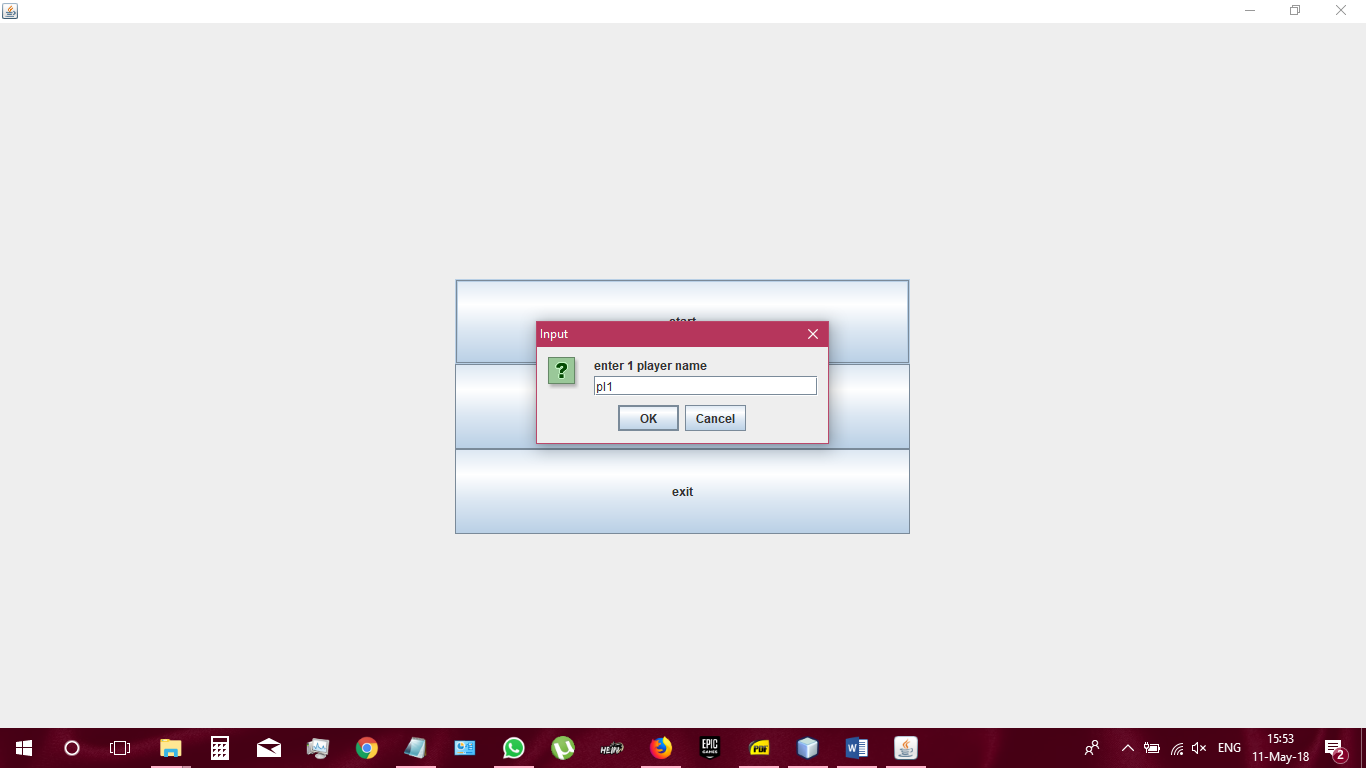 start
Input
enter 1 player name
pl1
OK
Cancel
exit
EPIC
GAMES
PDF
ENG
15:53
11-May-18
2